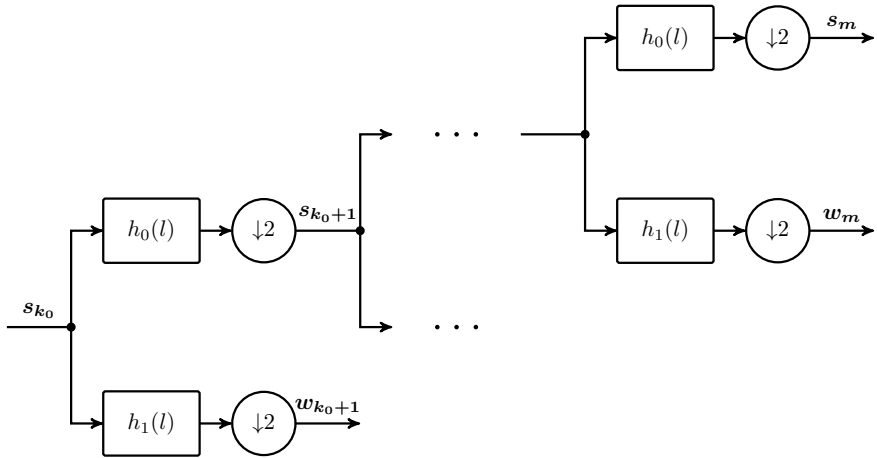 h₀(l) ↓2 sₘ
· · ·
h₀(l) ↓2 sₖ₀₊₁
h₁(l) ↓2 wₘ
sₖ₀
· · ·
h₁(l) ↓2 wₖ₀₊₁